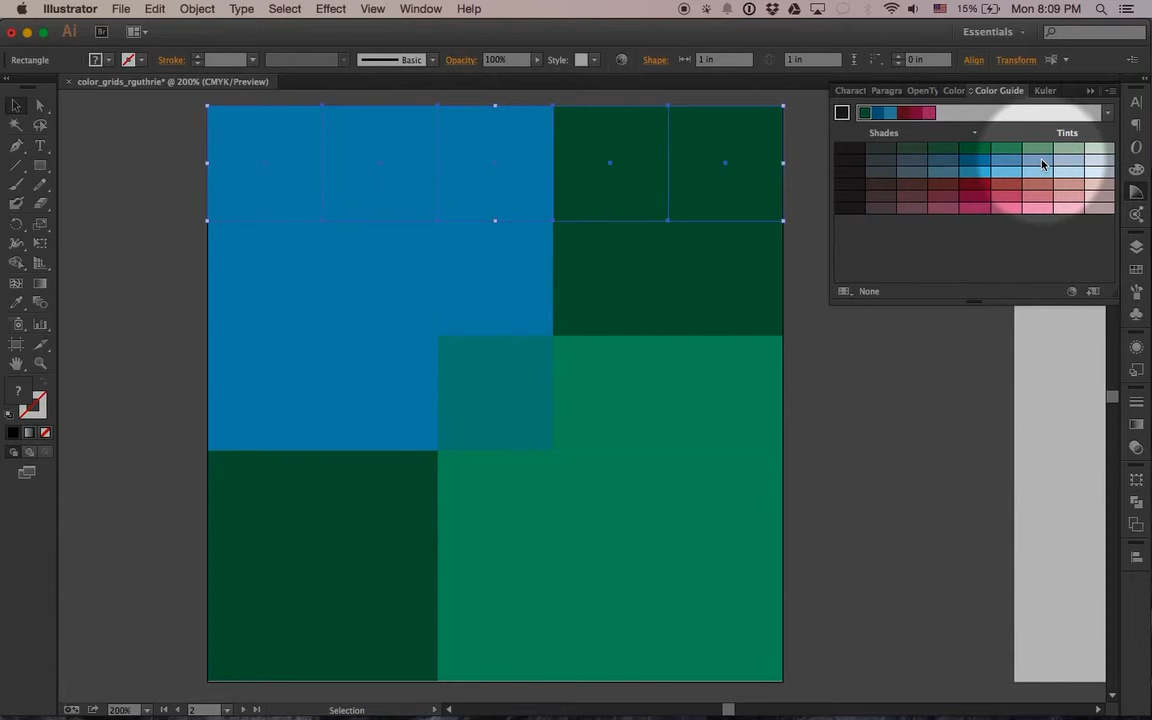 Illustrator File Edit Object Type Select Effect View Window Help 15% Mon 8:09 PM
Ai Br Essentials
Rectangle ? Stroke: Basic Opacity: 100% Style: Shape: 1 in 1 in 0 in Align Transform
× color_grids_rguthrie* @ 200% (CMYK/Preview)
Charact Paragra OpenTy Color Color Guide Kuler
Shades Tints
None
?
200% 2 Selection